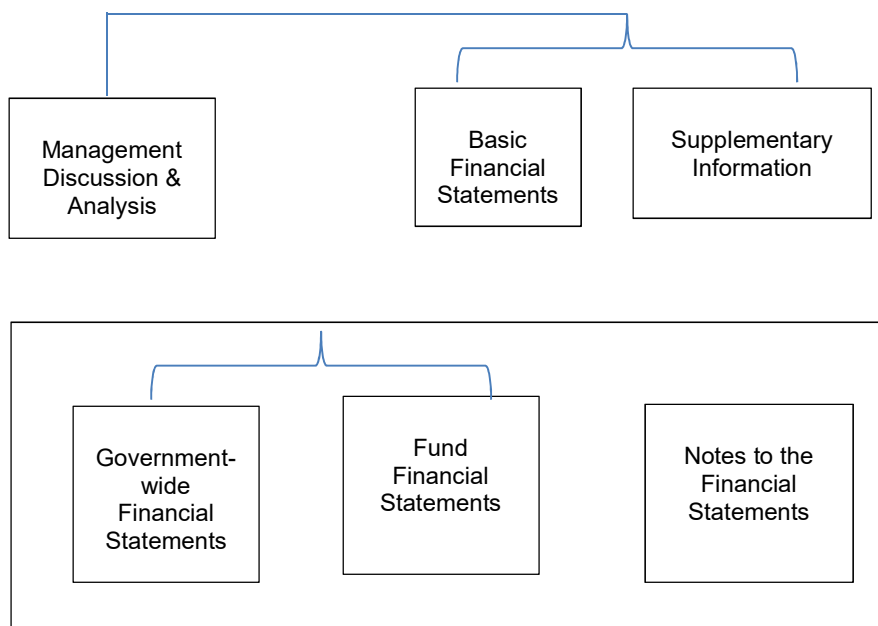 Management
Discussion &
Analysis
Basic
Financial
Statements
Supplementary
Information
Government-
wide
Financial
Statements
Fund
Financial
Statements
Notes to the
Financial
Statements